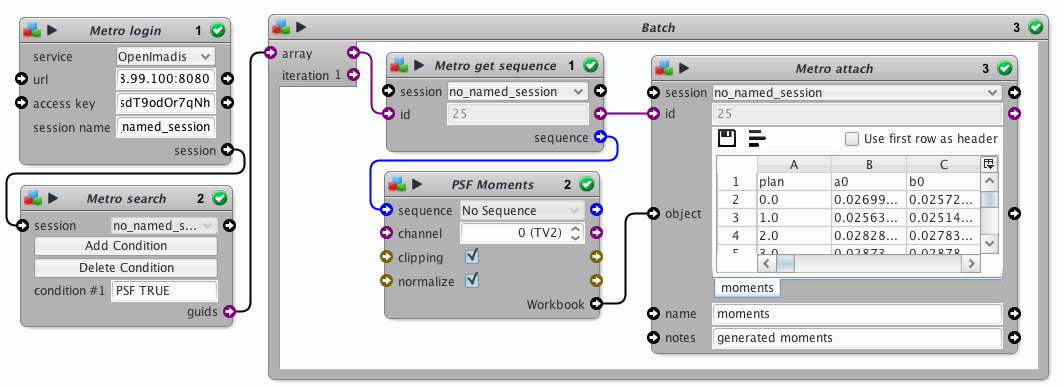 Metro login 1
service OpenImadis
url 3.99.100:8080
access key sdT9odOr7qNh
session name _named_session
session
Metro search 2
session no_named_s...
Add Condition
Delete Condition
condition #1 PSF TRUE
guids
Batch 3
array
iteration 1
Metro get sequence 1
session no_named_session
id 25
sequence
PSF Moments 2
sequence No Sequence
channel 0 (TV2)
clipping
normalize
Workbook
Metro attach 3
session no_named_session
id 25
Use first row as header
A B C
1 plan a0 b0
2 0.0 0.02699... 0.02572...
3 1.0 0.02563... 0.02514...
4 2.0 0.02828... 0.02783...
5 3.0 0.02873... 0.02878...
object
moments
name moments
notes generated moments